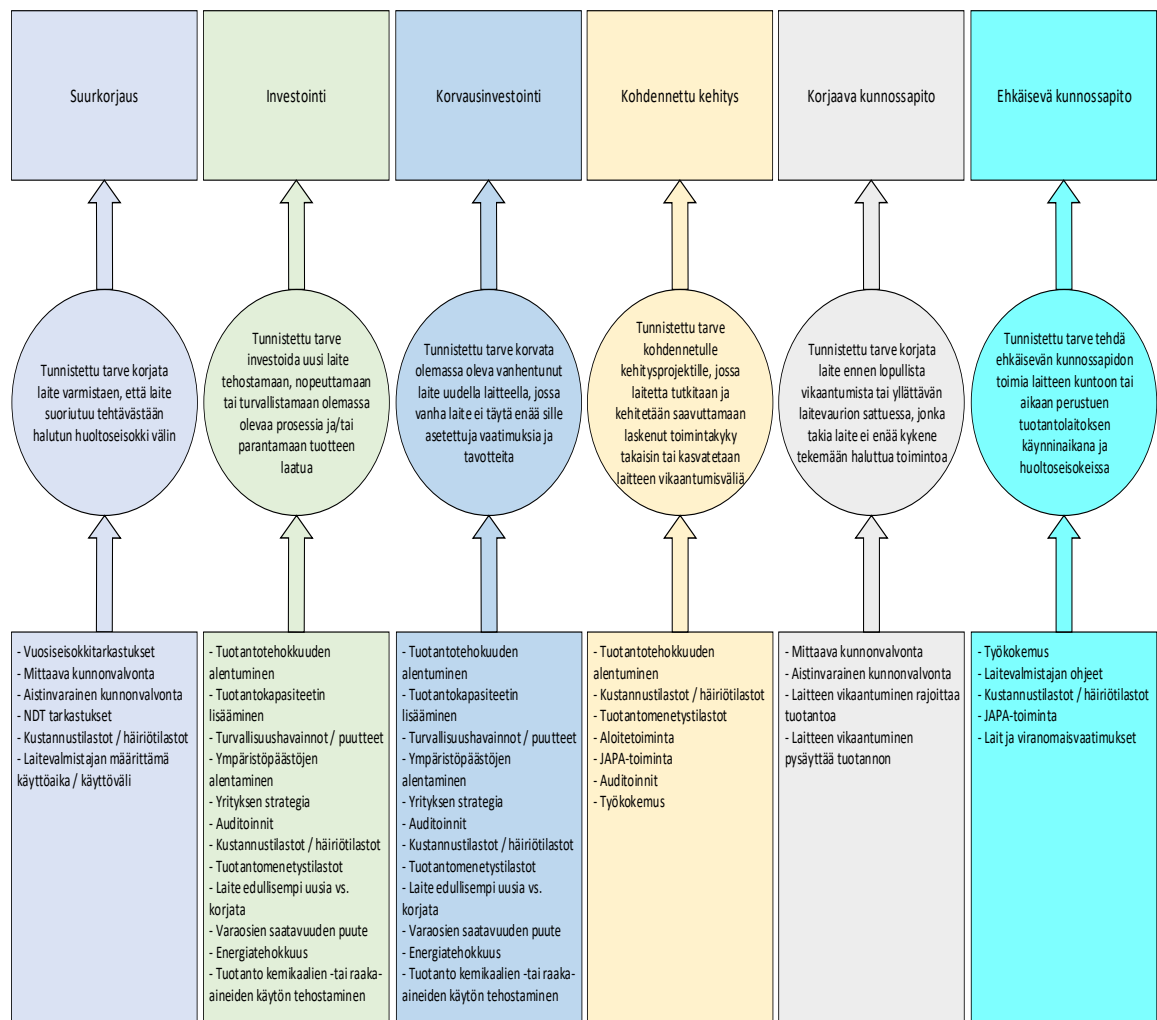 Suurkorjaus
Investointi
Korvausinvestointi
Kohdennettu kehitys
Korjaava kunnossapito
Ehkäisevä kunnossapito
Tunnistettu tarve korjata
laite varmistaen, että laite
suoriutuu tehtävästään
halutun huoltoseisokki välin
Tunnistettu tarve
investoida uusi laite
tehostamaan, nopeuttamaan
tai turvallistamaan olemassa
olevaa prosessia ja/tai
parantamaan tuotteen
laatua
Tunnistettu tarve korvata
olemassa oleva vanhentunut
laite uudella laitteella, jossa
vanha laite ei täytä enää sille
asetettuja vaatimuksia ja
tavotteita
Tunnistettu tarve
kohdennetulle
kehitysprojektille, jossa
laitetta tutkitaan ja
kehitetään saavuttamaan
laskenut toimintakyky
takaisin tai kasvatetaan
laitteen vikaantumisväliä
Tunnistettu tarve korjata
laite ennen lopullista
vikaantumista tai yllättävän
laitevaurion sattuessa, jonka
takia laite ei enää kykene
tekemään haluttua toimintoa
Tunnistettu tarve tehdä
ehkäisevän kunnossapidon
toimia laitteen kuntoon tai
aikaan perustuen
tuotantolaitoksen
käynninaikana ja
huoltoseisokeissa
- Vuosiseisokkitarkastukset
- Mittaava kunnonvalvonta
- Aistinvarainen kunnonvalvonta
- NDT tarkastukset
- Kustannustilastot / häiriötilastot
- Laitevalmistajan määrittämä
käyttöaika / käyttöväli
- Tuotantotehokkuuden
alentuminen
- Tuotantokapasiteetin
lisääminen
- Turvallisuushavainnot / puutteet
- Ympäristöpäästöjen
alentaminen
- Yrityksen strategia
- Auditoinnit
- Kustannustilastot / häiriötilastot
- Tuotantomenetystilastot
- Laite edullisempi uusia vs.
korjata
- Varaosien saatavuuden puute
- Energiatehokkuus
- Tuotanto kemikaalien -tai raaka-
aineiden käytön tehostaminen
- Tuotantotehokuuden
alentuminen
- Tuotantokapasiteetin
lisääminen
- Turvallisuushavainnot / puutteet
- Ympäristöpäästöjen
alentaminen
- Yrityksen strategia
- Auditoinnit
- Kustannustilastot / häiriötilastot
- Tuotantomenetystilastot
- Laite edullisempi uusia vs.
korjata
- Varaosien saatavuuden puute
- Energiatehokkuus
- Tuotanto kemikaalien -tai raaka-
aineiden käytön tehostaminen
- Tuotantotehokkuuden
alentuminen
- Kustannustilastot / häiriötilastot
- Tuotantomenetystilastot
- Aloitetoiminta
- JAPA-toiminta
- Auditoinnit
- Työkokemus
- Mittaava kunnonvalvonta
- Aistinvarainen kunnonvalvonta
- Laitteen vikaantuminen rajoittaa
tuotantoa
- Laitteen vikaantuminen
pysäyttää tuotannon
- Työkokemus
- Laitevalmistajan ohjeet
- Kustannustilastot / häiriötilastot
- JAPA-toiminta
- Lait ja viranomaisvaatimukset